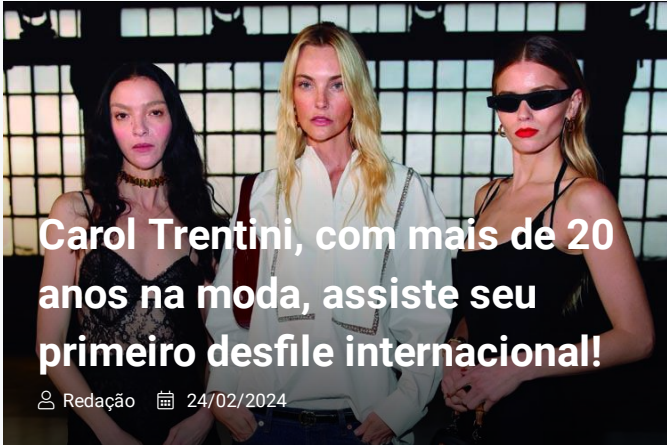 Carol Trentini, com mais de 20
anos na moda, assiste seu
primeiro desfile internacional!
Redação 24/02/2024